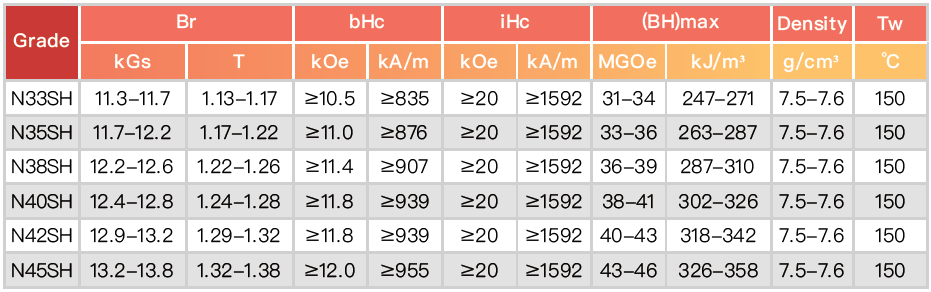 Grade Br bHc iHc (BH)max Density Tw
kGs T kOe kA/m kOe kA/m MGOe kJ/m³ g/cm³ ℃
N33SH 11.3–11.7 1.13–1.17 ≥10.5 ≥835 ≥20 ≥1592 31–34 247–271 7.5–7.6 150
N35SH 11.7–12.2 1.17–1.22 ≥11.0 ≥876 ≥20 ≥1592 33–36 263–287 7.5–7.6 150
N38SH 12.2–12.6 1.22–1.26 ≥11.4 ≥907 ≥20 ≥1592 36–39 287–310 7.5–7.6 150
N40SH 12.4–12.8 1.24–1.28 ≥11.8 ≥939 ≥20 ≥1592 38–41 302–326 7.5–7.6 150
N42SH 12.9–13.2 1.29–1.32 ≥11.8 ≥939 ≥20 ≥1592 40–43 318–342 7.5–7.6 150
N45SH 13.2–13.8 1.32–1.38 ≥12.0 ≥955 ≥20 ≥1592 43–46 326–358 7.5–7.6 150